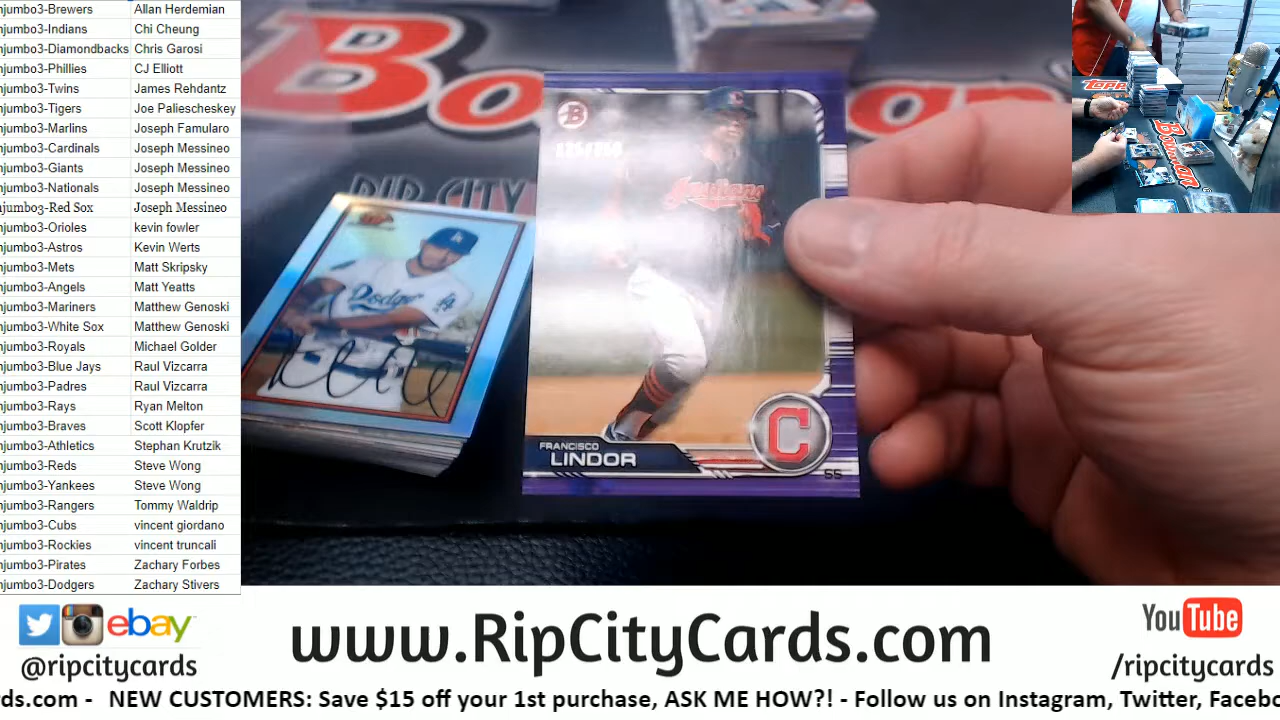 njumbo3-Brewers Allan Herdemian
njumbo3-Indians Chi Cheung
njumbo3-Diamondbacks Chris Garosi
njumbo3-Phillies CJ Elliott
njumbo3-Twins James Rehdantz
njumbo3-Tigers Joe Paliescheskey
njumbo3-Marlins Joseph Famularo
njumbo3-Cardinals Joseph Messineo
njumbo3-Giants Joseph Messineo
njumbo3-Nationals Joseph Messineo
njumbo3-Red Sox Joseph Messineo
njumbo3-Orioles kevin fowler
njumbo3-Astros Kevin Werts
njumbo3-Mets Matt Skripsky
njumbo3-Angels Matt Yeatts
njumbo3-Mariners Matthew Genoski
njumbo3-White Sox Matthew Genoski
njumbo3-Royals Michael Golder
njumbo3-Blue Jays Raul Vizcarra
njumbo3-Padres Raul Vizcarra
njumbo3-Rays Ryan Melton
njumbo3-Braves Scott Klopfer
njumbo3-Athletics Stephan Krutzik
njumbo3-Reds Steve Wong
njumbo3-Yankees Steve Wong
njumbo3-Rangers Tommy Waldrip
njumbo3-Cubs vincent giordano
njumbo3-Rockies vincent truncali
njumbo3-Pirates Zachary Forbes
njumbo3-Dodgers Zachary Stivers
RIP CITY
Dodgers
LA
B
Indians
C
FRANCISCO
LINDOR
SS
Topps
Bowman
ebay
@ripcitycards
www.RipCityCards.com
YouTube
/ripcitycards
rds.com - NEW CUSTOMERS: Save $15 off your 1st purchase, ASK ME HOW?! - Follow us on Instagram, Twitter, Facebo